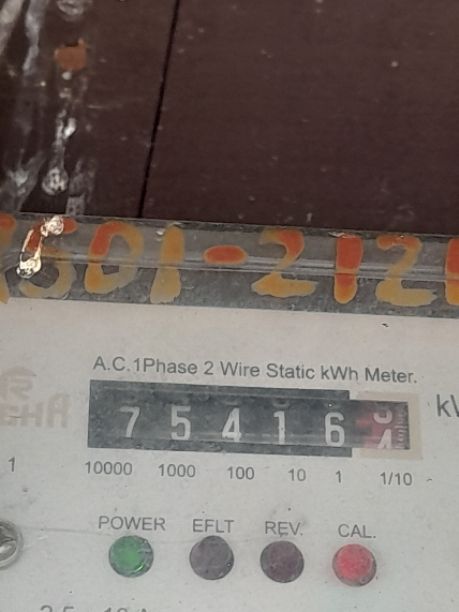 501-212
A.C.1Phase 2 Wire Static kWh Meter.
7 5 4 1 6
1 10000 1000 100 10 1 1/10
POWER EFLT REV. CAL.